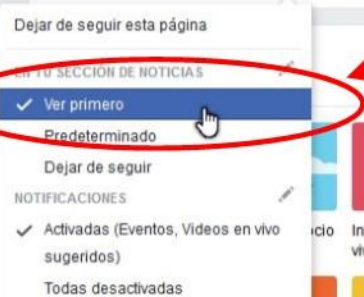 Dejar de seguir esta página
EN TU SECCIÓN DE NOTICIAS
Ver primero
Predeterminado
Dejar de seguir
NOTIFICACIONES
Activadas (Eventos, Videos en vivo
sugeridos)
Todas desactivadas